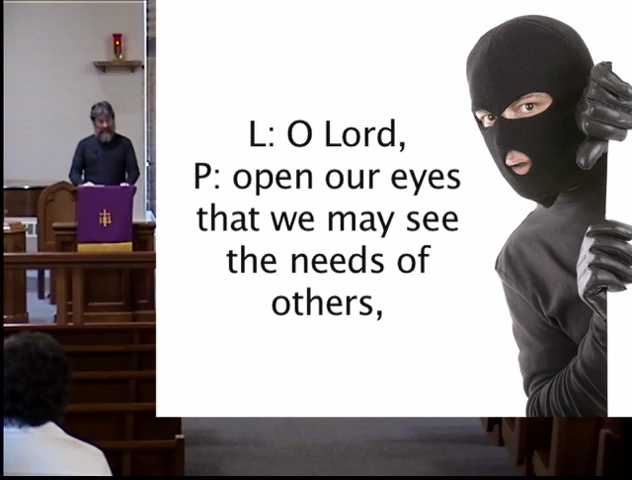 L: O Lord,
P: open our eyes
that we may see
the needs of
others,